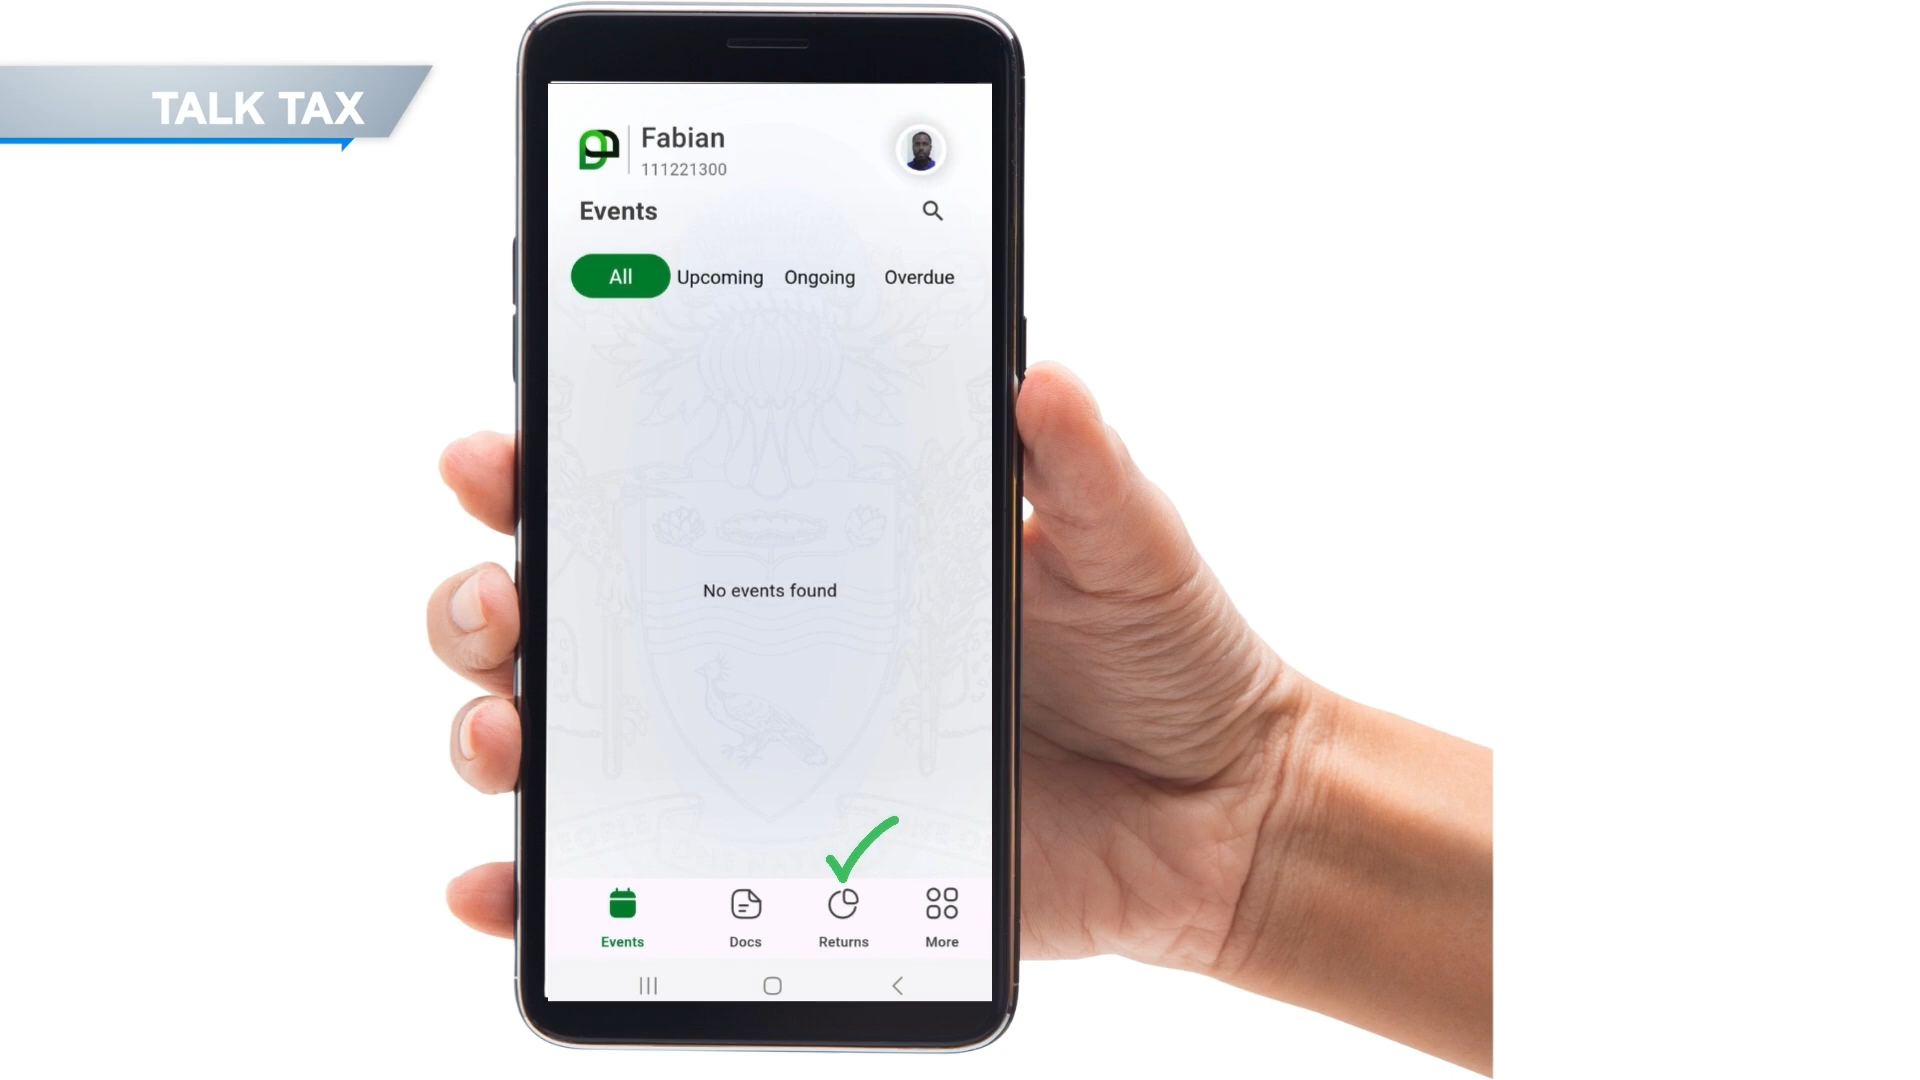 TALK TAX
Fabian
111221300
Events
All Upcoming Ongoing Overdue
No events found
Events Docs Returns More